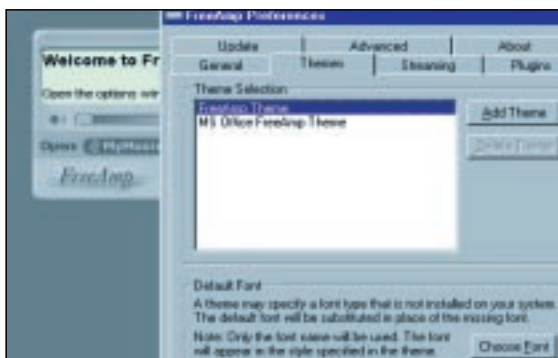 FreeAmp Preferences
Update Advanced About
General Themes Streaming Plugins
Welcome to Fr
Open the options win
Opens MyMusic
FreeAmp
Theme Selection
FreeAmp Theme
MS Office FreeAmp Theme
Add Theme
Delete Theme
Default Font
A theme may specify a font type that is not installed on your system.
The default font will be substituted in place of the missing font.
Note: Only the font name will be used. The font
will appear in the style specified in the theme.
Choose Font